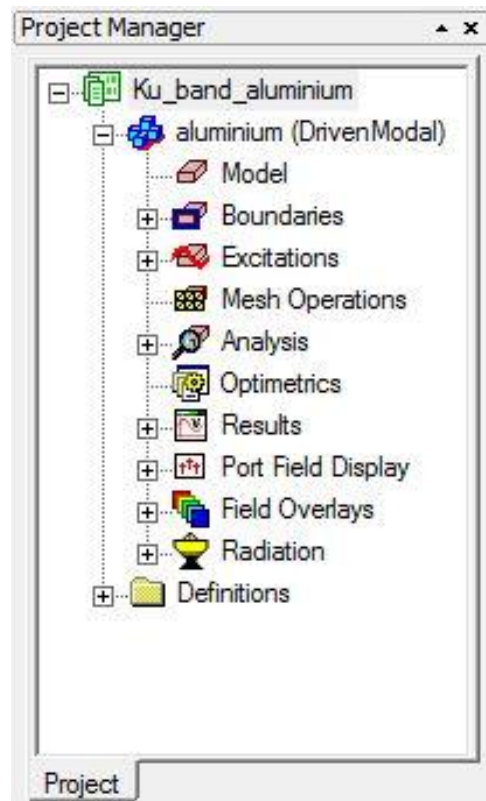 Project Manager
Ku_band_aluminium
aluminium (DrivenModal)
Model
Boundaries
Excitations
Mesh Operations
Analysis
Optimetrics
Results
Port Field Display
Field Overlays
Radiation
Definitions
Project